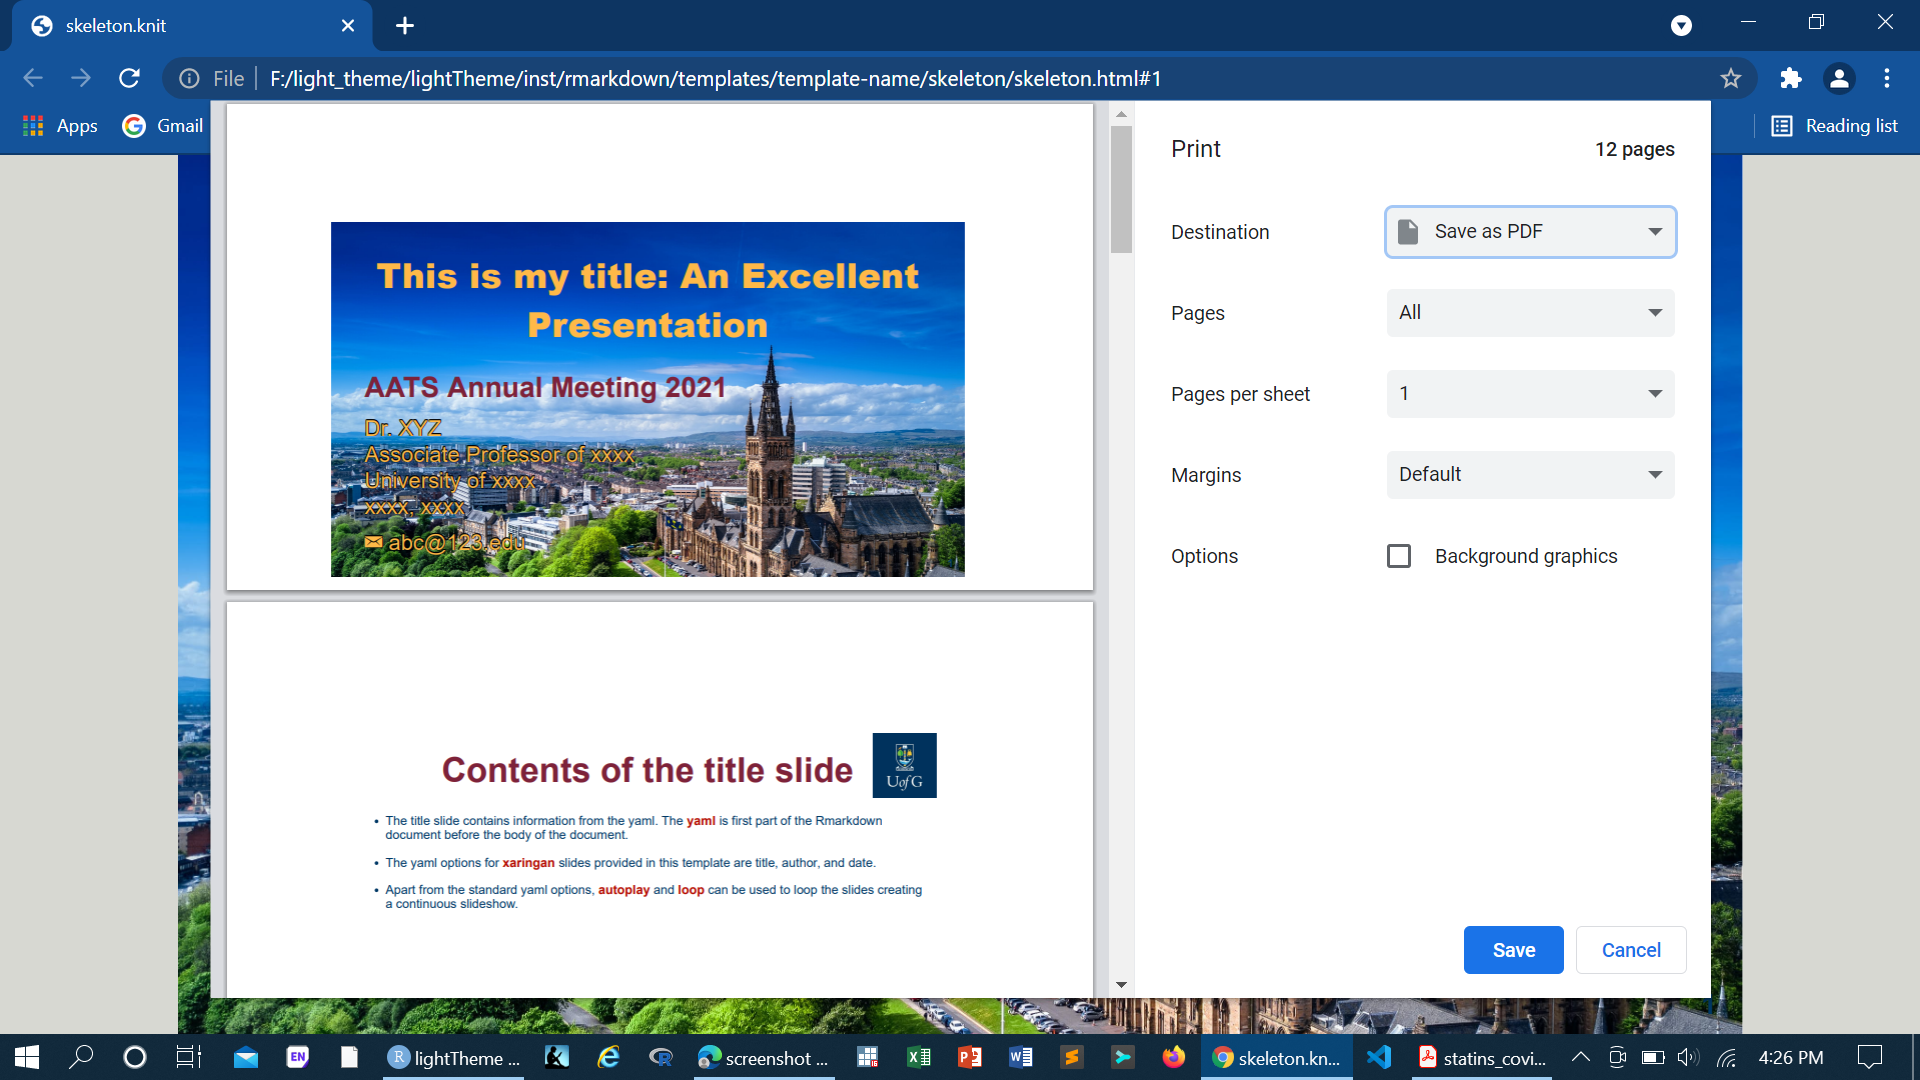 skeleton.knit
File
F:/light_theme/lightTheme/inst/rmarkdown/templates/template-name/skeleton/skeleton.html#1
Apps
Gmail
Reading list
This is my title: An Excellent
Presentation
AATS Annual Meeting 2021
Dr. XYZ
Associate Professor of xxxx
University of xxxx
xxxx, xxxx
abc@123.edu
Contents of the title slide
UofG
• The title slide contains information from the yaml. The yaml is first part of the Rmarkdown
document before the body of the document.
• The yaml options for xaringan slides provided in this template are title, author, and date.
• Apart from the standard yaml options, autoplay and loop can be used to loop the slides creating
a continuous slideshow.
Print
12 pages
Destination
Save as PDF
Pages
All
Pages per sheet
1
Margins
Default
Options
Background graphics
Save
Cancel
EN
lightTheme ...
screenshot ...
skeleton.kn...
statins_covi...
4:26 PM